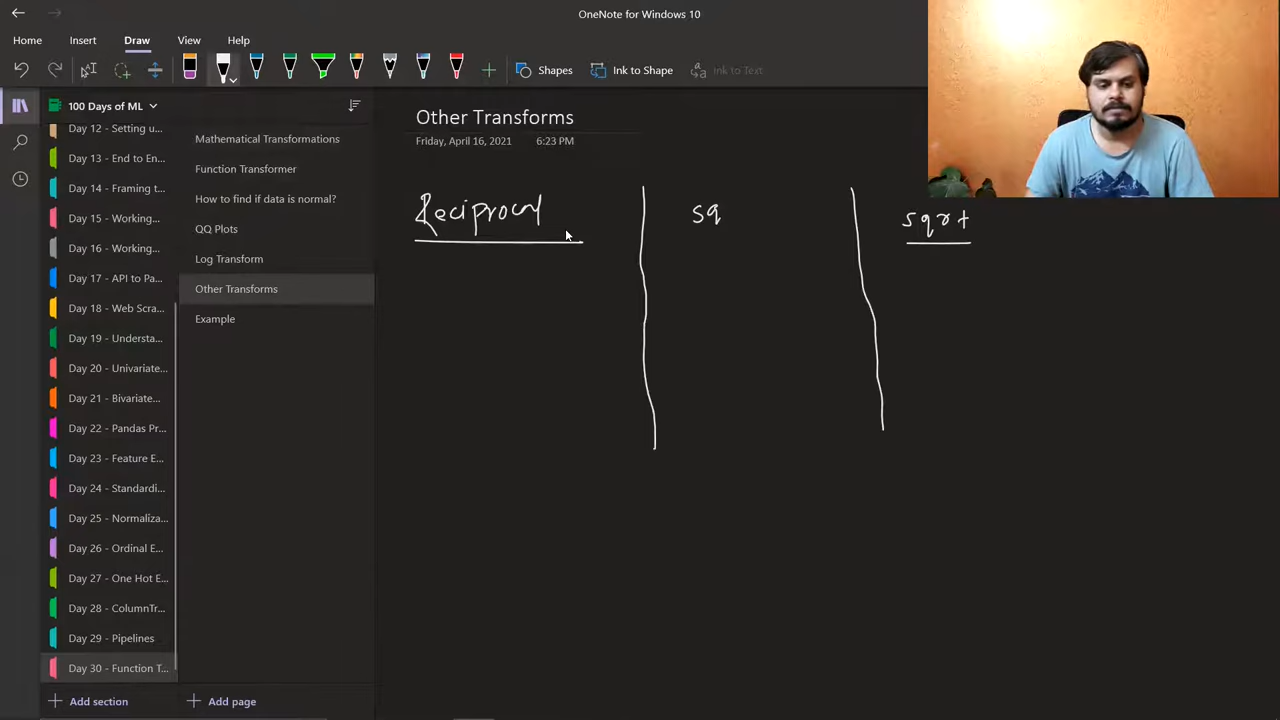 OneNote for Windows 10
Home Insert Draw View Help
Shapes Ink to Shape Ink to Text
100 Days of ML
Day 12 - Setting u...
Day 13 - End to En...
Day 14 - Framing t...
Day 15 - Working...
Day 16 - Working...
Day 17 - API to Pa...
Day 18 - Web Scra...
Day 19 - Understa...
Day 20 - Univariate...
Day 21 - Bivariate...
Day 22 - Pandas Pr...
Day 23 - Feature E...
Day 24 - Standardi...
Day 25 - Normaliza...
Day 26 - Ordinal E...
Day 27 - One Hot E...
Day 28 - ColumnTr...
Day 29 - Pipelines
Day 30 - Function T...
Add section
Mathematical Transformations
Function Transformer
How to find if data is normal?
QQ Plots
Log Transform
Other Transforms
Example
Add page
Other Transforms
Friday, April 16, 2021 6:23 PM
Reciprocal sq sqrt